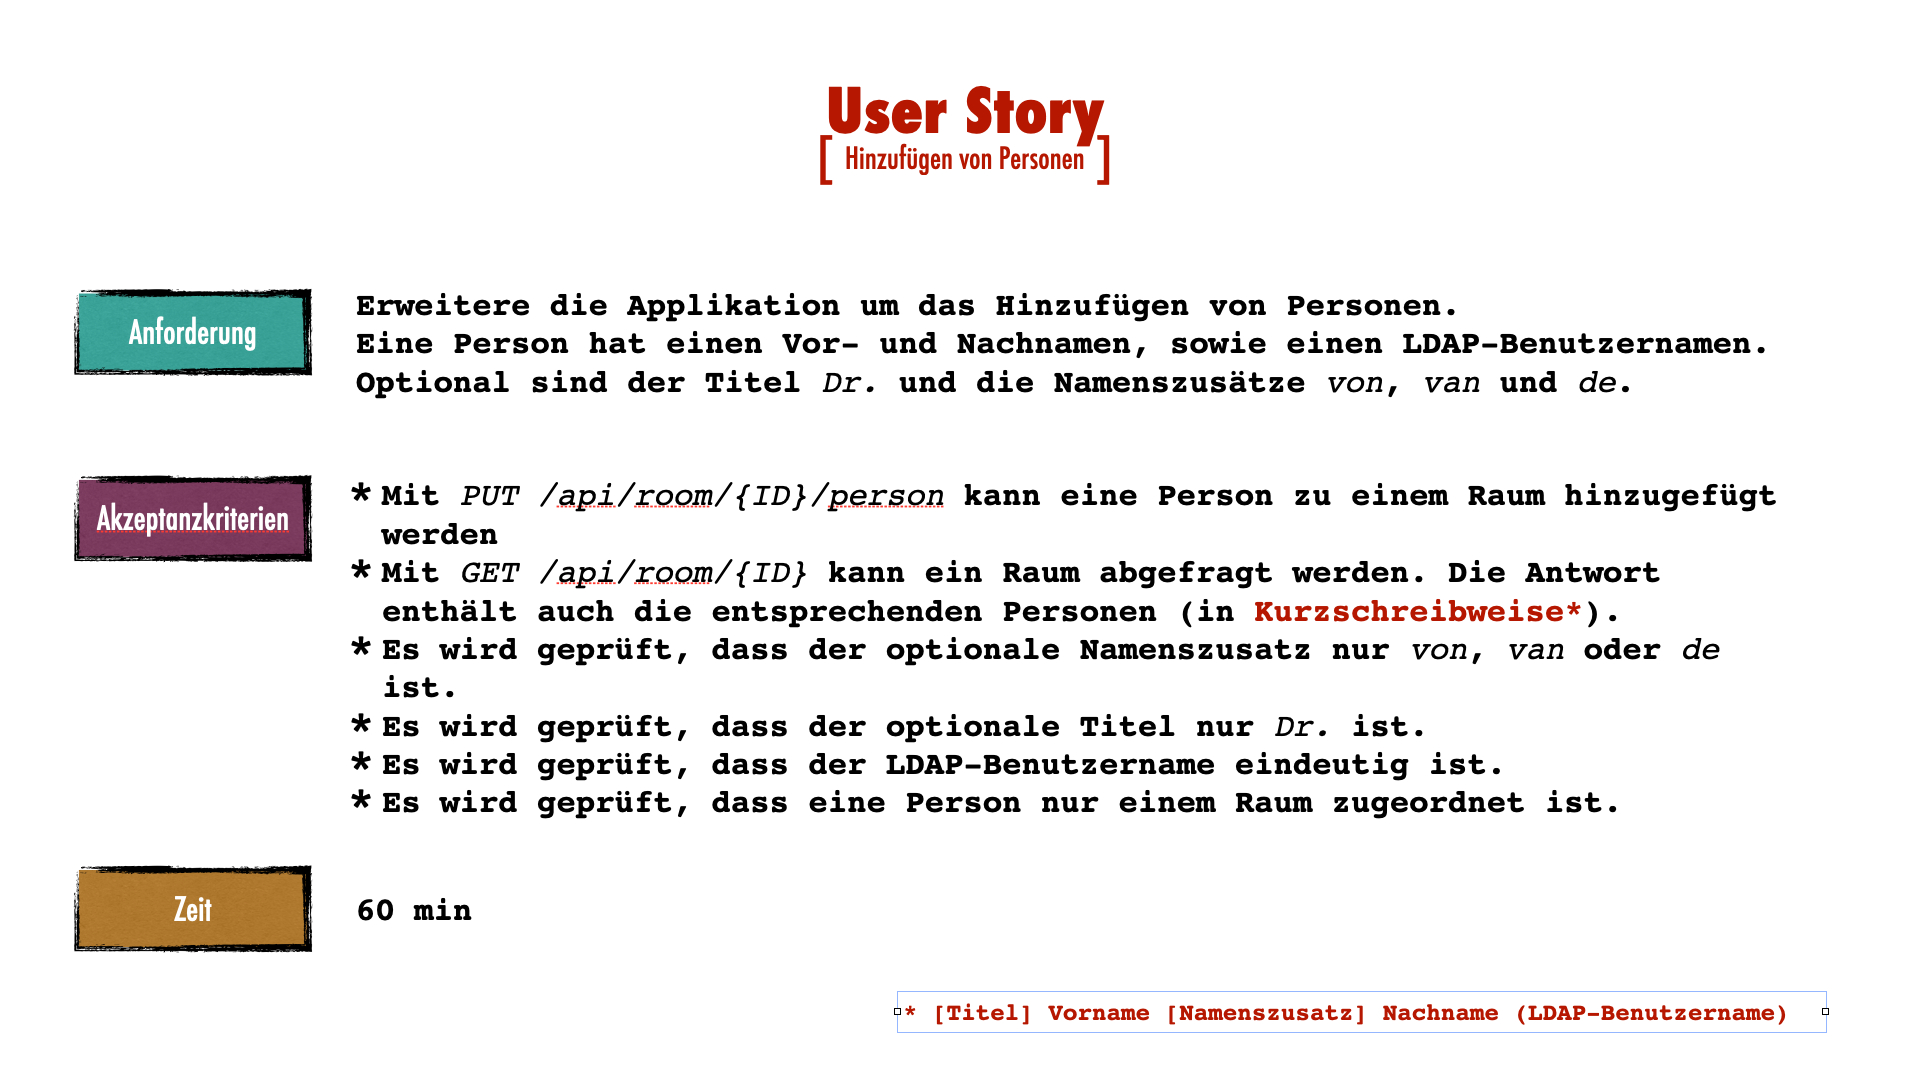 User Story
[ Hinzufügen von Personen ]
Anforderung
Erweitere die Applikation um das Hinzufügen von Personen.
Eine Person hat einen Vor- und Nachnamen, sowie einen LDAP-Benutzernamen.
Optional sind der Titel Dr. und die Namenszusätze von, van und de.
Akzeptanzkriterien
* Mit PUT /api/room/{ID}/person kann eine Person zu einem Raum hinzugefügt
werden
* Mit GET /api/room/{ID} kann ein Raum abgefragt werden. Die Antwort
enthält auch die entsprechenden Personen (in Kurzschreibweise*).
* Es wird geprüft, dass der optionale Namenszusatz nur von, van oder de
ist.
* Es wird geprüft, dass der optionale Titel nur Dr. ist.
* Es wird geprüft, dass der LDAP-Benutzername eindeutig ist.
* Es wird geprüft, dass eine Person nur einem Raum zugeordnet ist.
Zeit
60 min
* [Titel] Vorname [Namenszusatz] Nachname (LDAP-Benutzername)